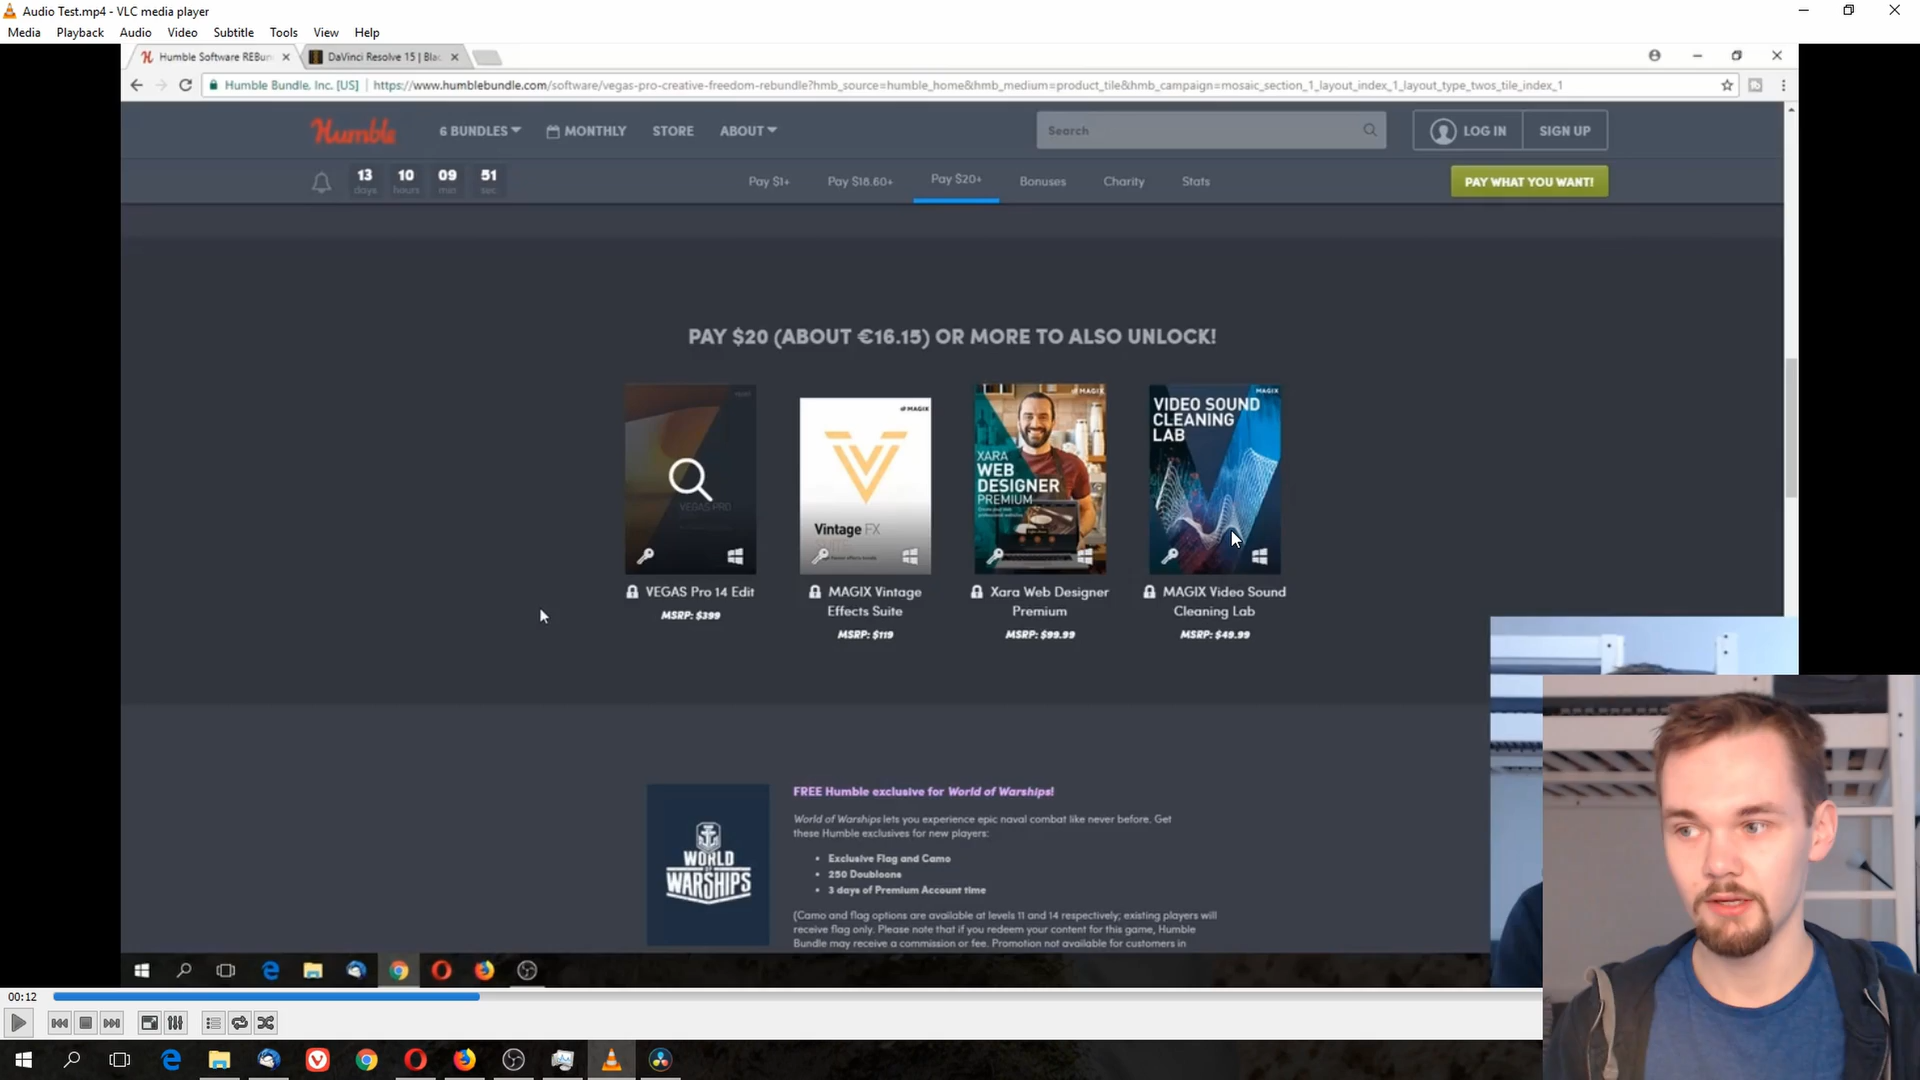 Audio Test.mp4 - VLC media player
Media Playback Audio Video Subtitle Tools View Help
Humble Software REBun
DaVinci Resolve 15 | Bla
Humble Bundle, Inc. [US] https://www.humblebundle.com/software/vegas-pro-creative-freedom-rebundle?hmb_source=humble_home&hmb_medium=product_tile&hmb_campaign=mosaic_section_1_layout_index_1_layout_type_twos_tile_index_1
Humble
6 BUNDLES MONTHLY STORE ABOUT
Search
LOG IN SIGN UP
13 10 09 51
days hours min sec
Pay $1+ Pay $18.60+ Pay $20+ Bonuses Charity Stats
PAY WHAT YOU WANT!
PAY $20 (ABOUT €16.15) OR MORE TO ALSO UNLOCK!
VEGAS PRO
MAGIX
Vintage FX
MAGIX
XARA
WEB
DESIGNER
PREMIUM
MAGIX
VIDEO SOUND
CLEANING
LAB
VEGAS Pro 14 Edit
MSRP: $399
MAGIX Vintage
Effects Suite
MSRP: $119
Xara Web Designer
Premium
MSRP: $99.99
MAGIX Video Sound
Cleaning Lab
MSRP: $49.99
WORLD
OF
WARSHIPS
FREE Humble exclusive for World of Warships!
World of Warships lets you experience epic naval combat like never before. Get
these Humble exclusives for new players:
• Exclusive Flag and Camo
• 250 Doubloons
• 3 days of Premium Account time
(Camo and flag options are available at levels 11 and 14 respectively; existing players will
receive flag only. Please note that if you redeem your content for this game, Humble
Bundle may receive a commission or fee. Promotion not available for customers in
00:12